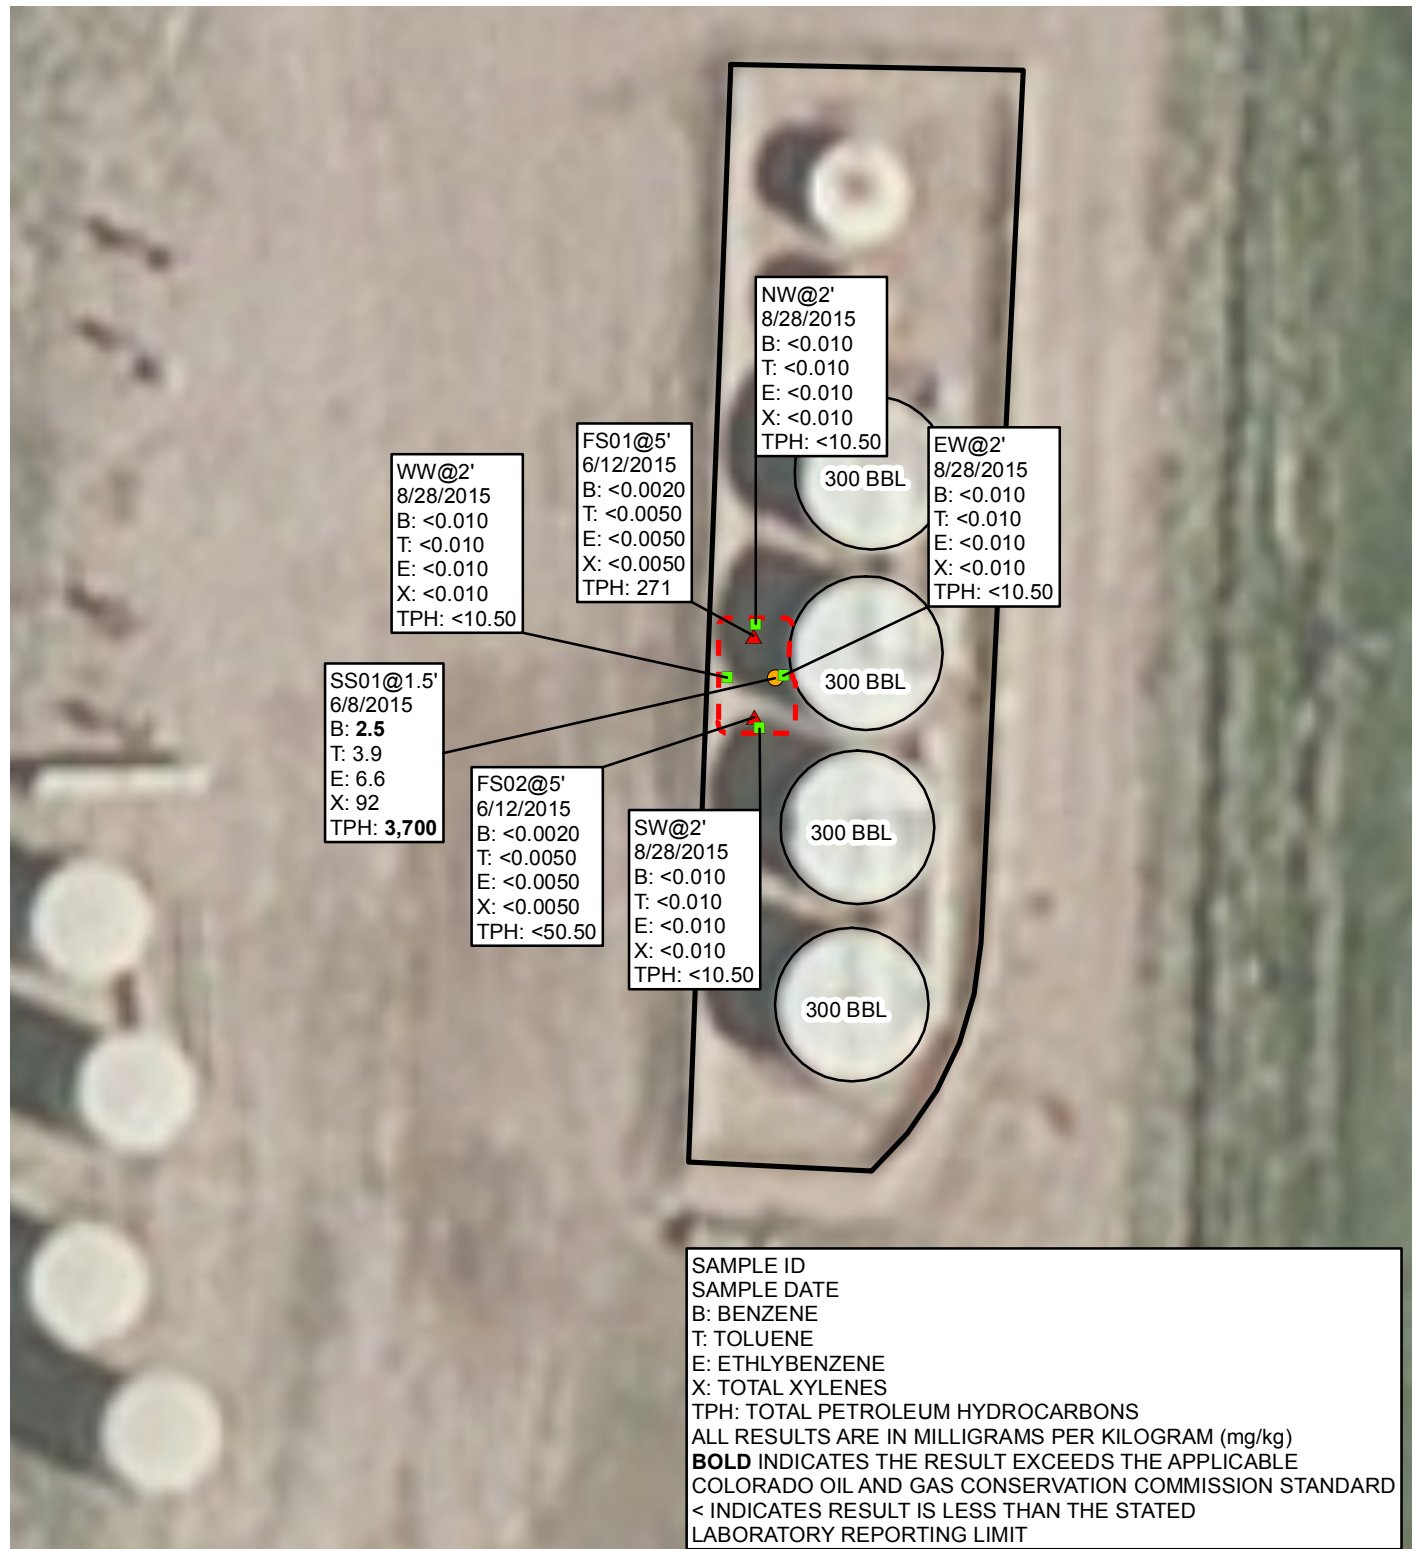 NW@2'
8/28/2015
B: <0.010
T: <0.010
E: <0.010
X: <0.010
TPH: <10.50
FS01@5'
6/12/2015
B: <0.0020
T: <0.0050
E: <0.0050
X: <0.0050
TPH: 271
EW@2'
8/28/2015
B: <0.010
T: <0.010
E: <0.010
X: <0.010
TPH: <10.50
WW@2'
8/28/2015
B: <0.010
T: <0.010
E: <0.010
X: <0.010
TPH: <10.50
300 BBL
300 BBL
SS01@1.5'
6/8/2015
B: 2.5
T: 3.9
E: 6.6
X: 92
TPH: 3,700
FS02@5'
6/12/2015
B: <0.0020
T: <0.0050
E: <0.0050
X: <0.0050
TPH: <50.50
SW@2'
8/28/2015
B: <0.010
T: <0.010
E: <0.010
X: <0.010
TPH: <10.50
300 BBL
300 BBL
SAMPLE ID
SAMPLE DATE
B: BENZENE
T: TOLUENE
E: ETHLYBENZENE
X: TOTAL XYLENES
TPH: TOTAL PETROLEUM HYDROCARBONS
ALL RESULTS ARE IN MILLIGRAMS PER KILOGRAM (mg/kg)
BOLD INDICATES THE RESULT EXCEEDS THE APPLICABLE
COLORADO OIL AND GAS CONSERVATION COMMISSION STANDARD
< INDICATES RESULT IS LESS THAN THE STATED
LABORATORY REPORTING LIMIT